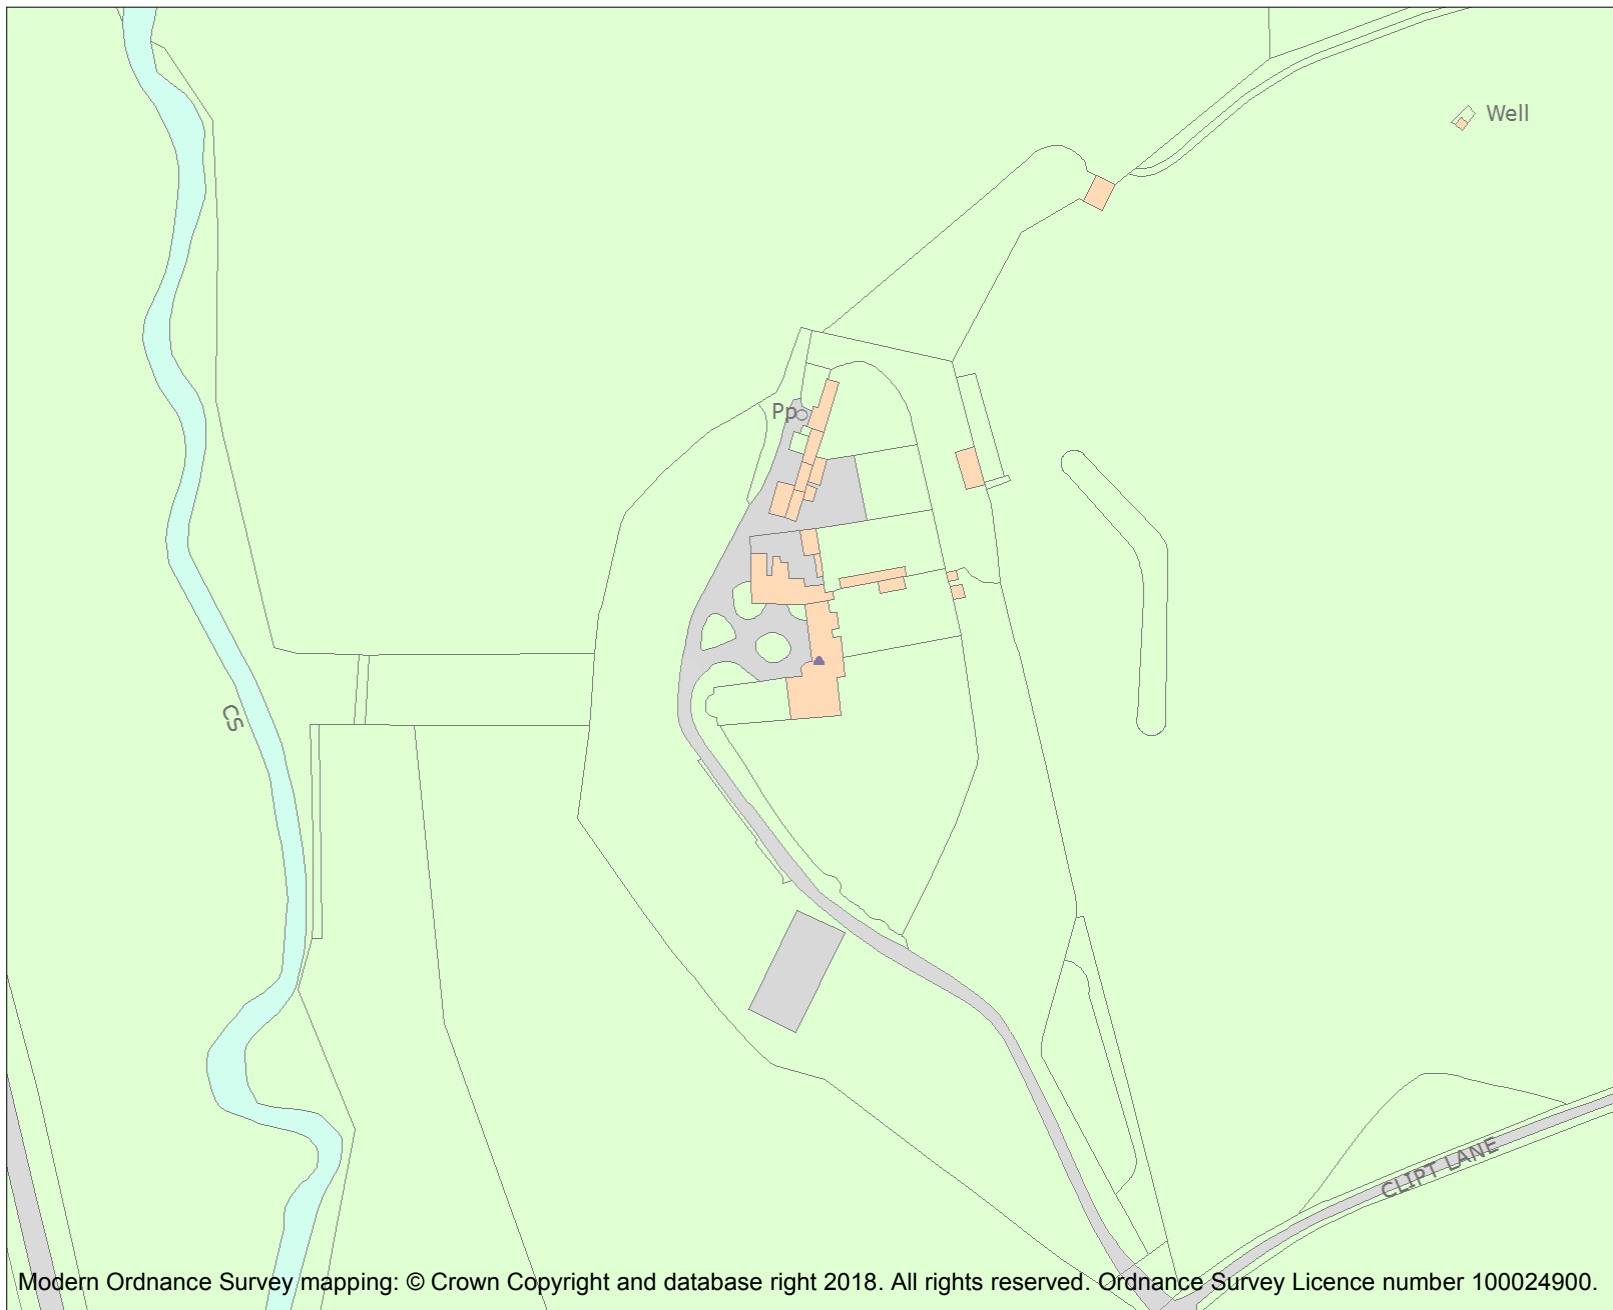 Well
Pp
CS
CLIPT LANE
Modern Ordnance Survey mapping: © Crown Copyright and database right 2018. All rights reserved. Ordnance Survey Licence number 100024900.